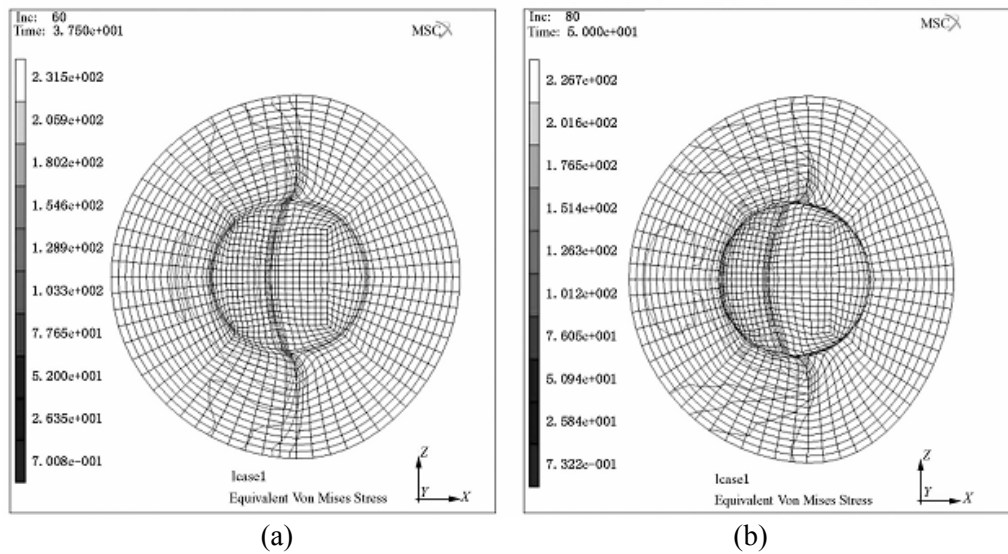 Inc: 60
Time: 3.750e+001
MSC
2.315e+002
2.059e+002
1.802e+002
1.546e+002
1.289e+002
1.033e+002
7.765e+001
5.200e+001
2.635e+001
7.008e-001
lcase1
Equivalent Von Mises Stress
Z
Y
X
(a)
Inc: 80
Time: 5.000e+001
MSC
2.267e+002
2.016e+002
1.765e+002
1.514e+002
1.263e+002
1.012e+002
7.605e+001
5.094e+001
2.584e+001
7.322e-001
lcase1
Equivalent Von Mises Stress
Z
Y
X
(b)